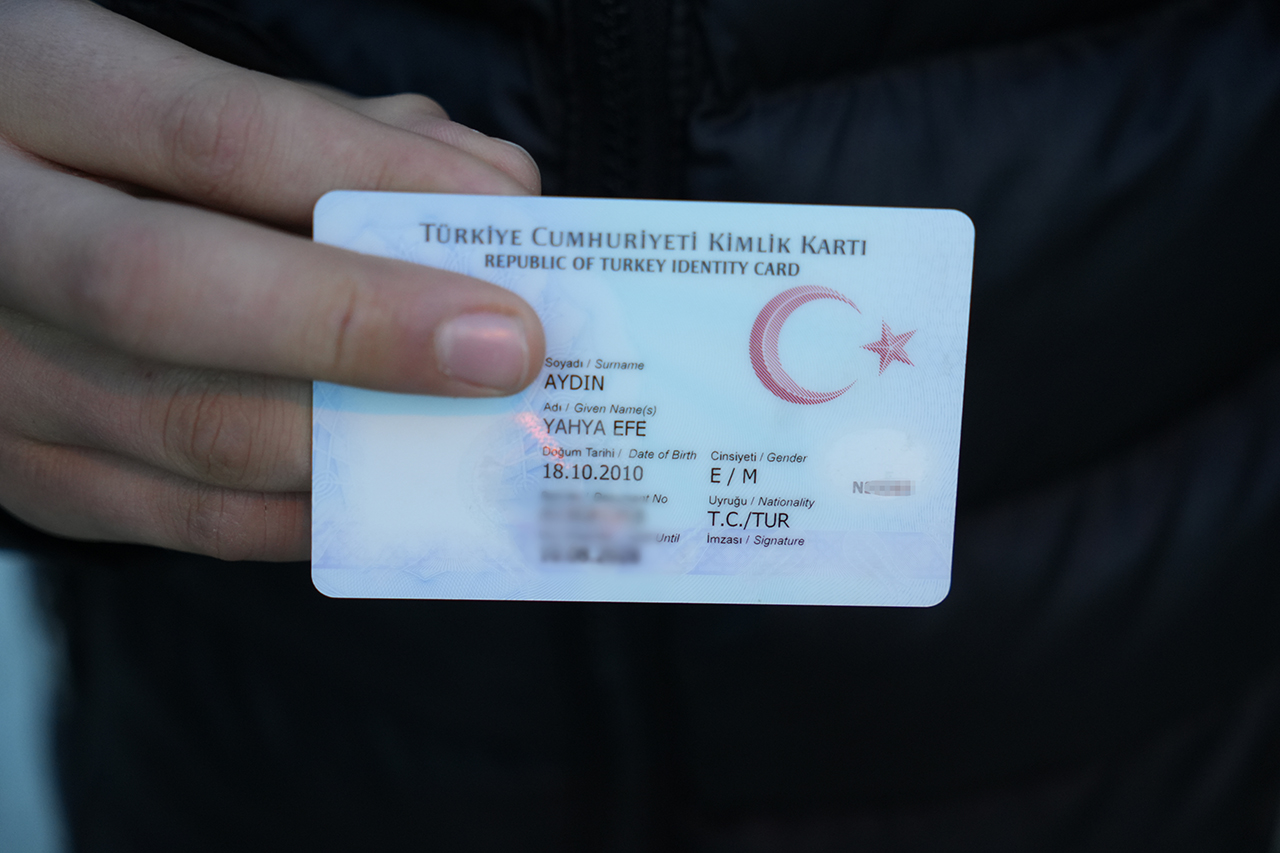 TÜRKİYE CUMHURİYETİ KİMLİK KARTI
REPUBLIC OF TURKEY IDENTITY CARD
Soyadı / Surname
AYDIN
Adı / Given Name(s)
YAHYA EFE
Doğum Tarihi / Date of Birth
18.10.2010
Cinsiyeti / Gender
E / M
No
Uyruğu / Nationality
T.C./TUR
Until
İmzası / Signature